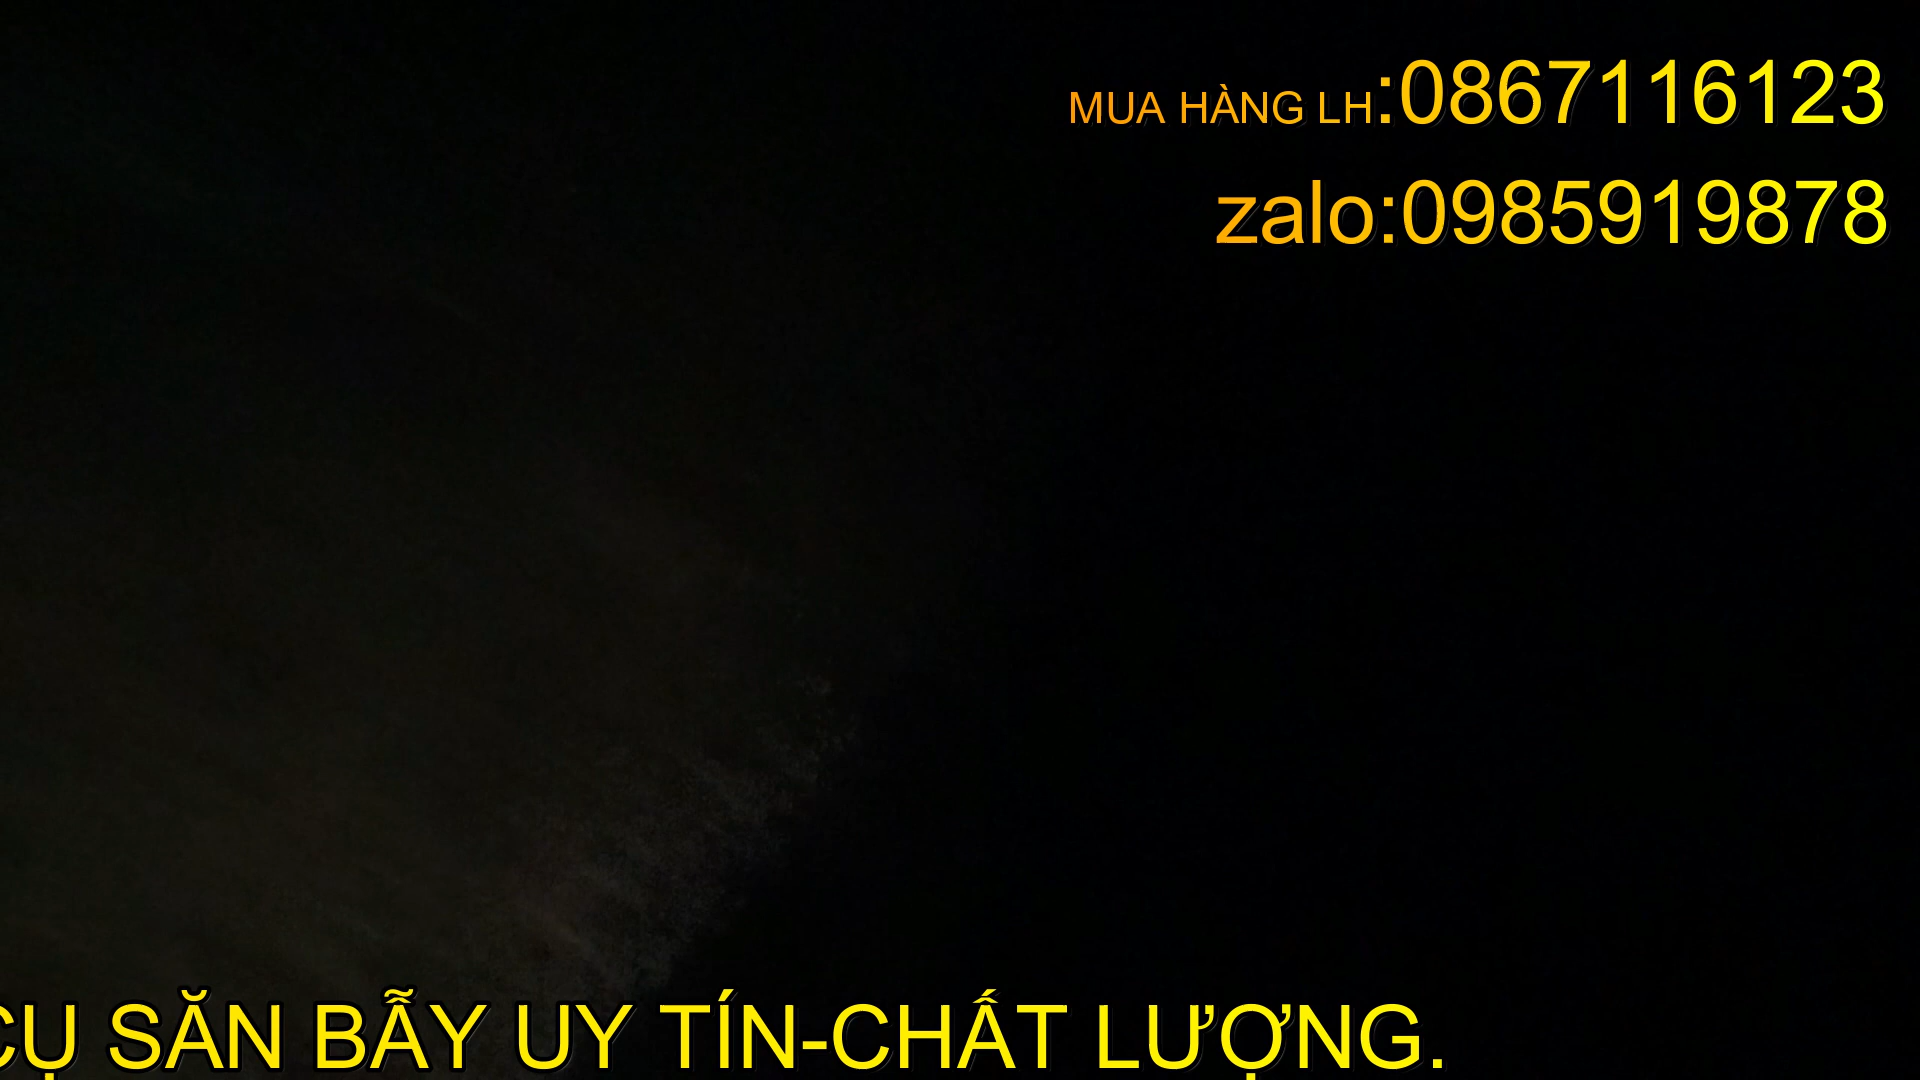 MUA HÀNG LH:0867116123
zalo:0985919878
CỤ SĂN BẪY UY TÍN-CHẤT LƯỢNG.